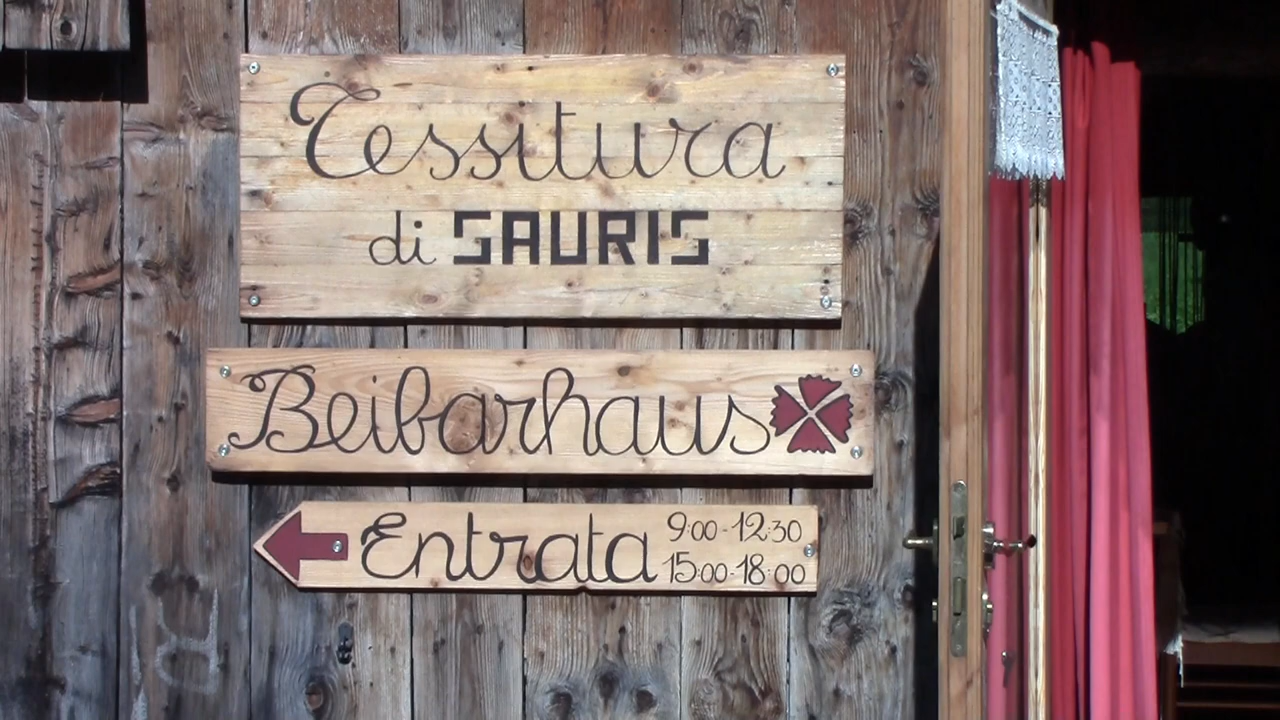 Tessitura
di SAURIS
Beibarhaus
Entrata
9:00-12:30
15:00-18:00